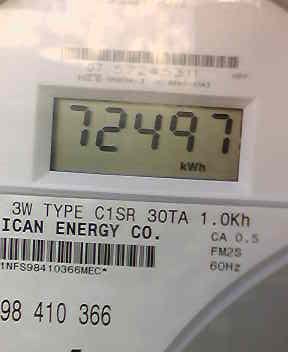 72497
kWh
3W TYPE C1SR 30TA 1.0Kh
ICAN ENERGY CO.
CA 0.5
FM2S
60Hz
1NFS98410366MEC*
98 410 366